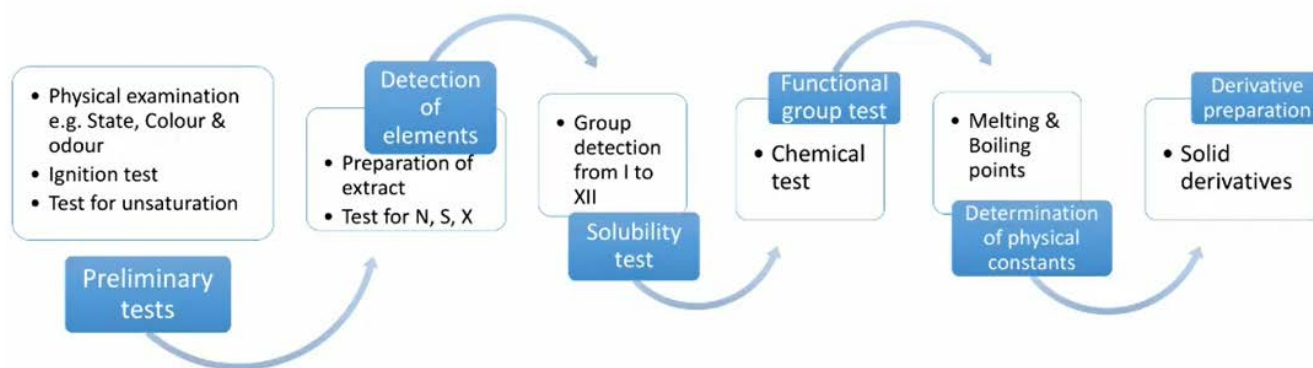 • Physical examination
e.g. State, Colour &
odour
• Ignition test
• Test for unsaturation
Preliminary
tests
Detection
of
elements
• Preparation of
extract
• Test for N, S, X
• Group
detection
from I to
XII
Solubility
test
Functional
group test
• Chemical
test
• Melting &
Boiling
points
Determination
of physical
constants
Derivative
preparation
• Solid
derivatives